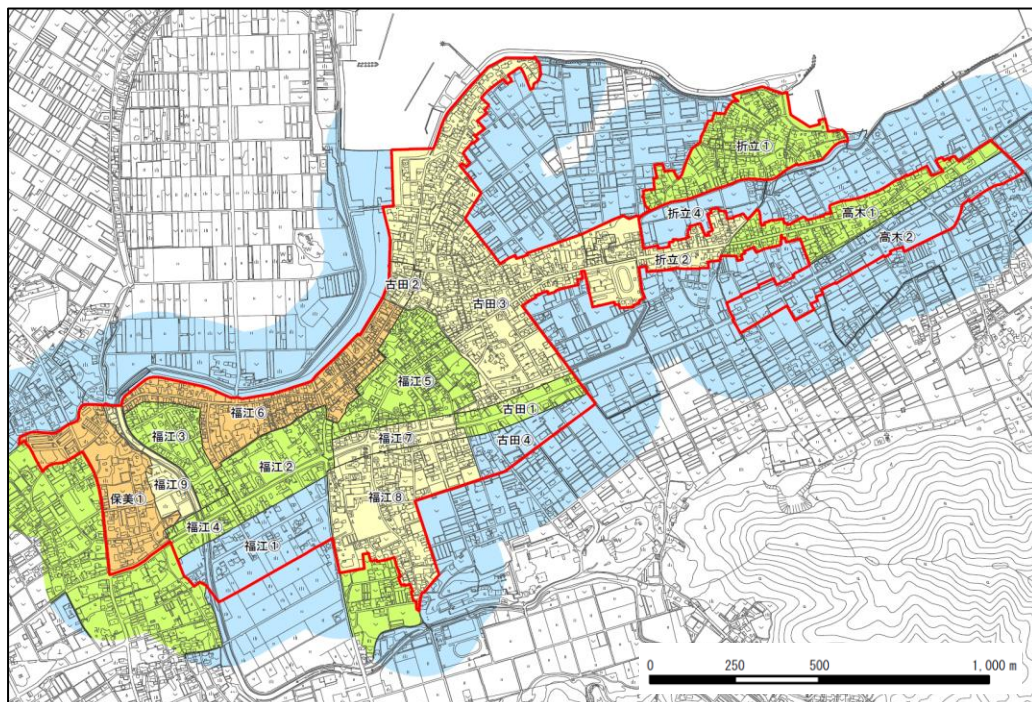 折立①
折立④
高木①
高木②
折立②
古田②
古田③
福江⑤
古田①
福江⑥
福江③
福江⑦
古田④
福江②
福江⑨
保美①
福江⑧
福江④
福江①
0 250 500 1,000 m